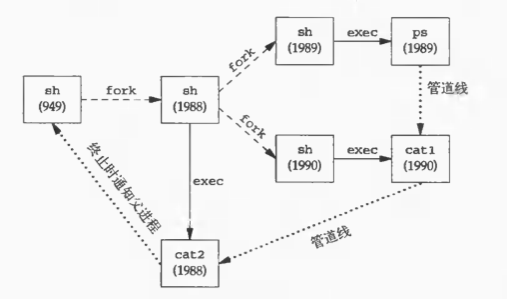 sh
(1989)
exec
ps
(1989)
fork
sh
(949)
fork
sh
(1988)
管道线
fork
sh
(1990)
exec
cat1
(1990)
终止时通知父进程
exec
管道线
cat2
(1988)